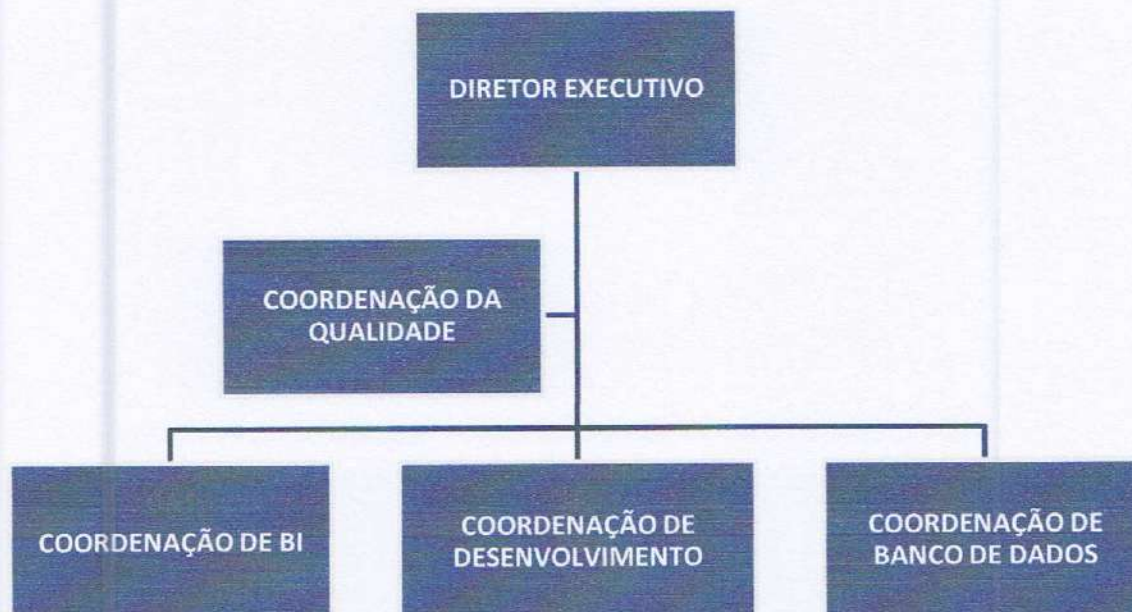 DIRETOR EXECUTIVO
COORDENAÇÃO DA
QUALIDADE
COORDENAÇÃO DE BI
COORDENAÇÃO DE
DESENVOLVIMENTO
COORDENAÇÃO DE
BANCO DE DADOS